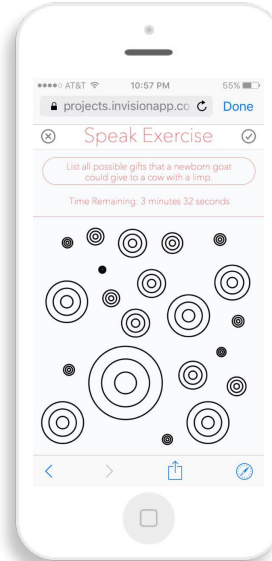 AT&T 10:57 PM 55%
projects.invisionapp.co Done
Speak Exercise
List all possible gifts that a newborn goat
could give to a cow with a limp.
Time Remaining: 3 minutes 32 seconds